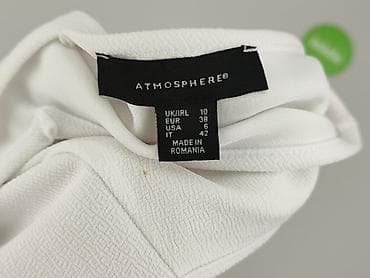 ATMOSPHERE®
UK/IRL 10
EUR 38
USA 6
IT 42
MADE IN
ROMANIA